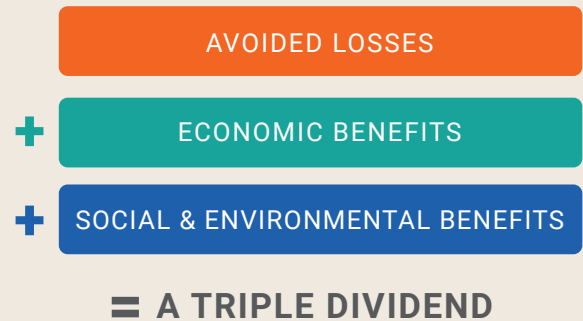 AVOIDED LOSSES
+ ECONOMIC BENEFITS
+ SOCIAL & ENVIRONMENTAL BENEFITS
= A TRIPLE DIVIDEND